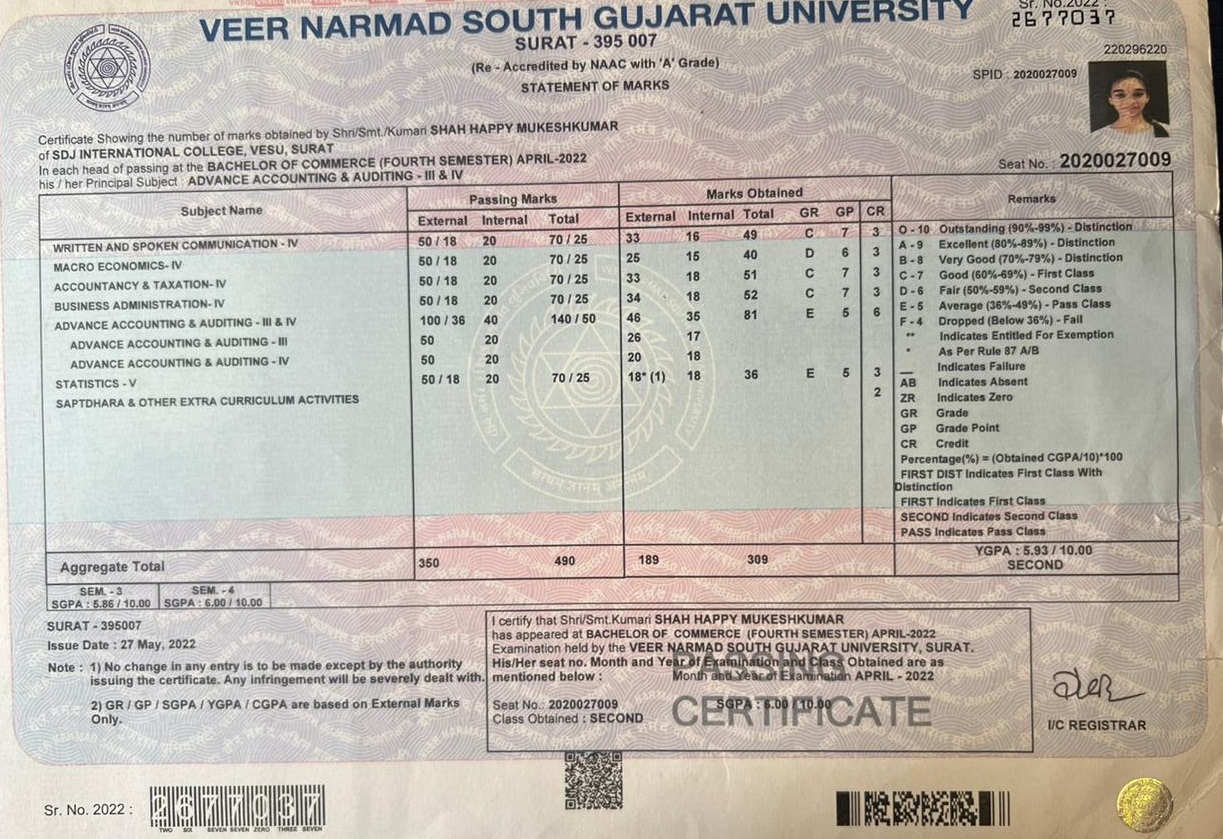 VEER NARMAD SOUTH GUJARAT UNIVERSITY
Sr. No.2022 :
2677037
SURAT - 395 007
(Re - Accredited by NAAC with 'A' Grade)
STATEMENT OF MARKS
220296220
SPID : 2020027009
Certificate Showing the number of marks obtained by Shri/Smt./Kumari SHAH HAPPY MUKESHKUMAR
of SDJ INTERNATIONAL COLLEGE, VESU, SURAT
In each head of passing at the BACHELOR OF COMMERCE (FOURTH SEMESTER) APRIL-2022
his / her Principal Subject : ADVANCE ACCOUNTING & AUDITING - III & IV
Seat No. : 2020027009
Subject Name Passing Marks Marks Obtained Remarks
External Internal Total External Internal Total GR GP CR
WRITTEN AND SPOKEN COMMUNICATION - IV 50 / 18 20 70 / 25 33 16 49 C 7 3
MACRO ECONOMICS- IV 50 / 18 20 70 / 25 25 15 40 D 6 3
ACCOUNTANCY & TAXATION- IV 50 / 18 20 70 / 25 33 18 51 C 7 3
BUSINESS ADMINISTRATION- IV 50 / 18 20 70 / 25 34 18 52 C 7 3
ADVANCE ACCOUNTING & AUDITING - III & IV 100 / 36 40 140 / 50 46 35 81 E 5 6
ADVANCE ACCOUNTING & AUDITING - III 50 20 26 17
ADVANCE ACCOUNTING & AUDITING - IV 50 20 20 18
STATISTICS - V 50 / 18 20 70 / 25 18* (1) 18 36 E 5 3
SAPTDHARA & OTHER EXTRA CURRICULUM ACTIVITIES 2
O - 10 Outstanding (90%-99%) - Distinction
A - 9 Excellent (80%-89%) - Distinction
B - 8 Very Good (70%-79%) - Distinction
C - 7 Good (60%-69%) - First Class
D - 6 Fair (50%-59%) - Second Class
E - 5 Average (36%-49%) - Pass Class
F - 4 Dropped (Below 36%) - Fail
** Indicates Entitled For Exemption
* As Per Rule 87 A/B
__ Indicates Failure
AB Indicates Absent
ZR Indicates Zero
GR Grade
GP Grade Point
CR Credit
Percentage(%) = (Obtained CGPA/10)*100
FIRST DIST Indicates First Class With
Distinction
FIRST Indicates First Class
SECOND Indicates Second Class
PASS Indicates Pass Class
Aggregate Total 350 490 189 309
YGPA : 5.93 / 10.00
SECOND
SEM. - 3 SEM. - 4
SGPA : 5.86 / 10.00 SGPA : 6.00 / 10.00
SURAT - 395007
Issue Date : 27 May, 2022
Note : 1) No change in any entry is to be made except by the authority
issuing the certificate. Any infringement will be severely dealt with.
2) GR / GP / SGPA / YGPA / CGPA are based on External Marks
Only.
I certify that Shri/Smt.Kumari SHAH HAPPY MUKESHKUMAR
has appeared at BACHELOR OF COMMERCE (FOURTH SEMESTER) APRIL-2022
Examination held by the VEER NARMAD SOUTH GUJARAT UNIVERSITY, SURAT.
His/Her seat no. Month and Year Of Examination and Class Obtained are as
mentioned below : Month and Year of Examination APRIL - 2022
Seat No.: 2020027009 SGPA : 6.00 / 10.00
Class Obtained : SECOND
PASSING
CERTIFICATE
I/C REGISTRAR
Sr. No. 2022 : 2677037
TWO SIX SEVEN SEVEN ZERO THREE SEVEN